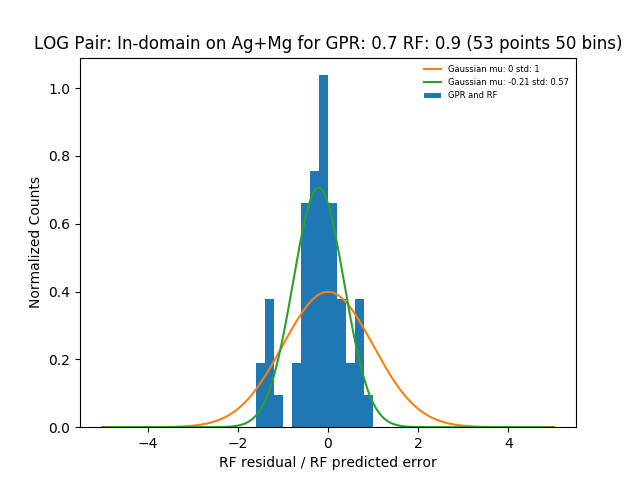 LOG Pair: In-domain on Ag+Mg for GPR: 0.7 RF: 0.9 (53 points 50 bins)
Gaussian mu: 0 std: 1
Gaussian mu: -0.21 std: 0.57
GPR and RF
Normalized Counts
1.0
0.8
0.6
0.4
0.2
0.0
−4
−2
0
2
4
RF residual / RF predicted error